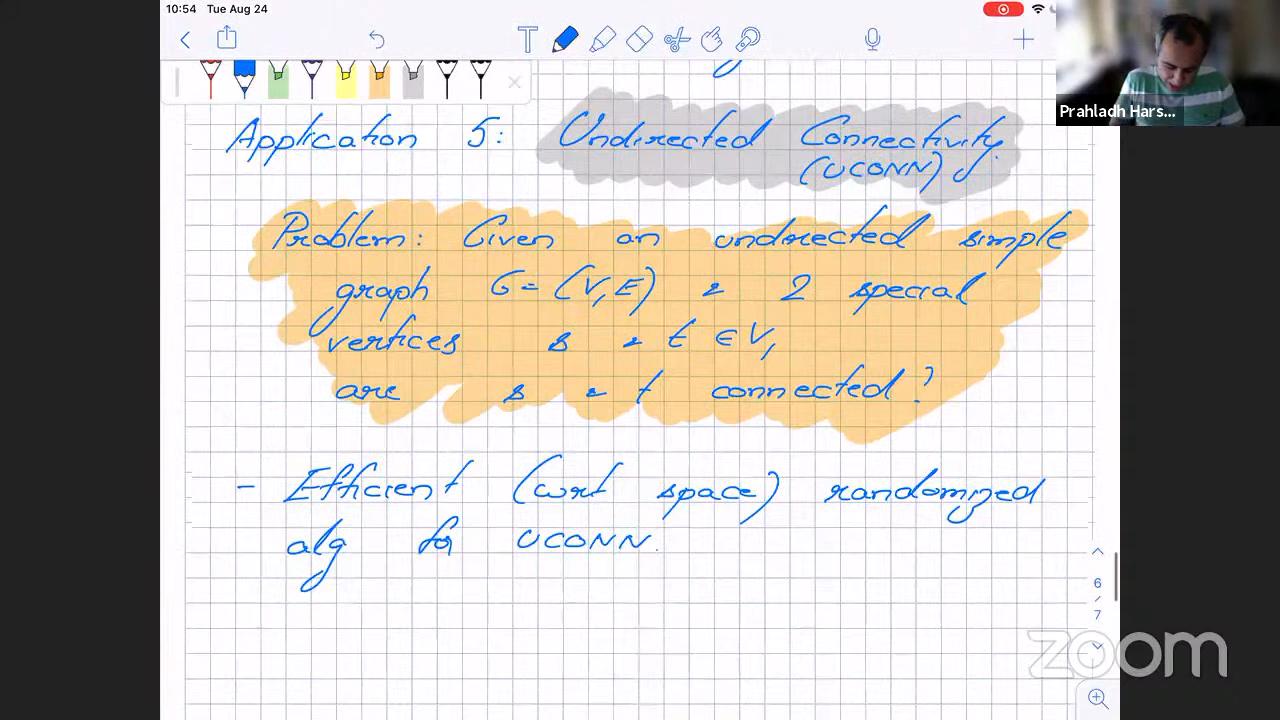 10:54 Tue Aug 24
Prahladh Hars...
Application 5: Undirected Connectivity.
(UCONN)
Problem: Given an undirected simple
graph G = (V,E) & 2 special
vertices s & t ∈ V,
are s & t connected?
- Efficient (wrt space) randomized
alg for UCONN.
6
/
7
zoom